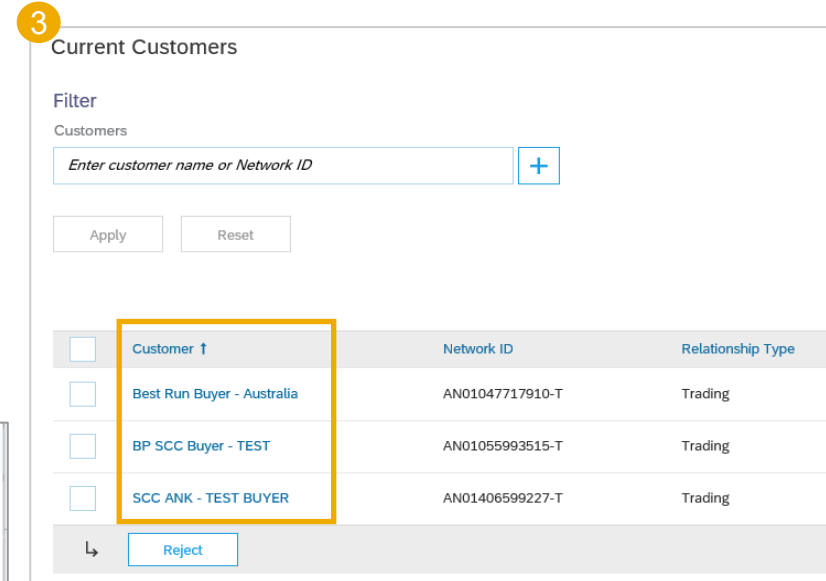 3
Current Customers
Filter
Customers
Enter customer name or Network ID
+
Apply Reset
Customer ↑ Network ID Relationship Type
Best Run Buyer - Australia AN01047717910-T Trading
BP SCC Buyer - TEST AN01055993515-T Trading
SCC ANK - TEST BUYER AN01406599227-T Trading
↳ Reject